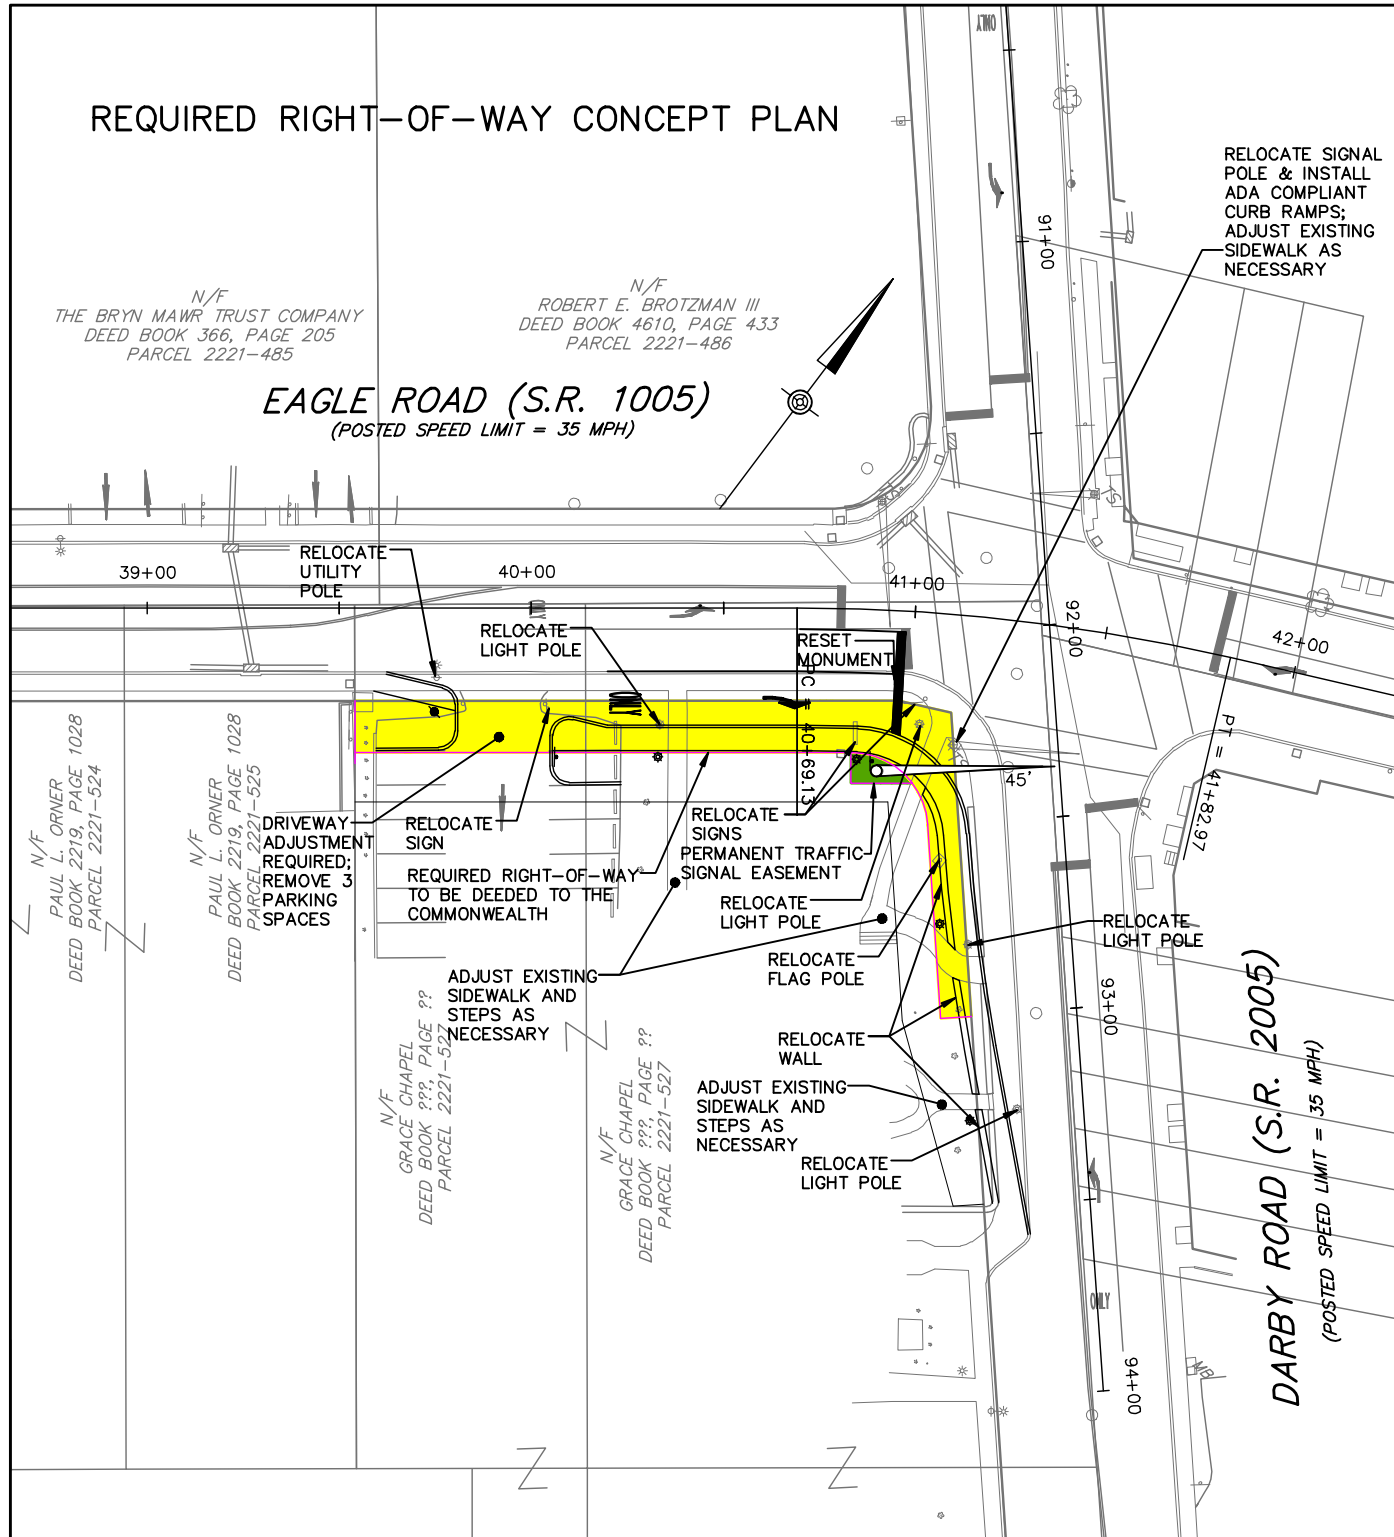 REQUIRED RIGHT-OF-WAY CONCEPT PLAN
ONLY
RELOCATE SIGNAL
POLE & INSTALL
ADA COMPLIANT
CURB RAMPS;
ADJUST EXISTING
SIDEWALK AS
NECESSARY
91+00
N/F
THE BRYN MAWR TRUST COMPANY
DEED BOOK 366, PAGE 205
PARCEL 2221-485
N/F
ROBERT E. BROTZMAN III
DEED BOOK 4610, PAGE 433
PARCEL 2221-486
EAGLE ROAD (S.R. 1005)
(POSTED SPEED LIMIT = 35 MPH)
RELOCATE
UTILITY
POLE
39+00
40+00
41+00
92+00
42+00
ONLY
RELOCATE
LIGHT POLE
RESET
MONUMENT
PC = 40+69.13
ONLY
PT = 41+82.97
45'
N/F
PAUL L. ORNER
DEED BOOK 2219, PAGE 1028
PARCEL 2221-524
N/F
PAUL L. ORNER
DEED BOOK 2219, PAGE 1028
PARCEL 2221-525
DRIVEWAY
ADJUSTMENT
REQUIRED;
REMOVE 3
PARKING
SPACES
RELOCATE
SIGN
REQUIRED RIGHT-OF-WAY
TO BE DEEDED TO THE
COMMONWEALTH
RELOCATE
SIGNS
PERMANENT TRAFFIC
SIGNAL EASEMENT
RELOCATE
LIGHT POLE
RELOCATE
LIGHT POLE
RELOCATE
FLAG POLE
ADJUST EXISTING
SIDEWALK AND
STEPS AS
NECESSARY
93+00
RELOCATE
WALL
N/F
GRACE CHAPEL
DEED BOOK ???, PAGE ??
PARCEL 2221-527
N/F
GRACE CHAPEL
DEED BOOK ???, PAGE ??
PARCEL 2221-527
ADJUST EXISTING
SIDEWALK AND
STEPS AS
NECESSARY
RELOCATE
LIGHT POLE
DARBY ROAD (S.R. 2005)
(POSTED SPEED LIMIT = 35 MPH)
ONLY
94+00
MB